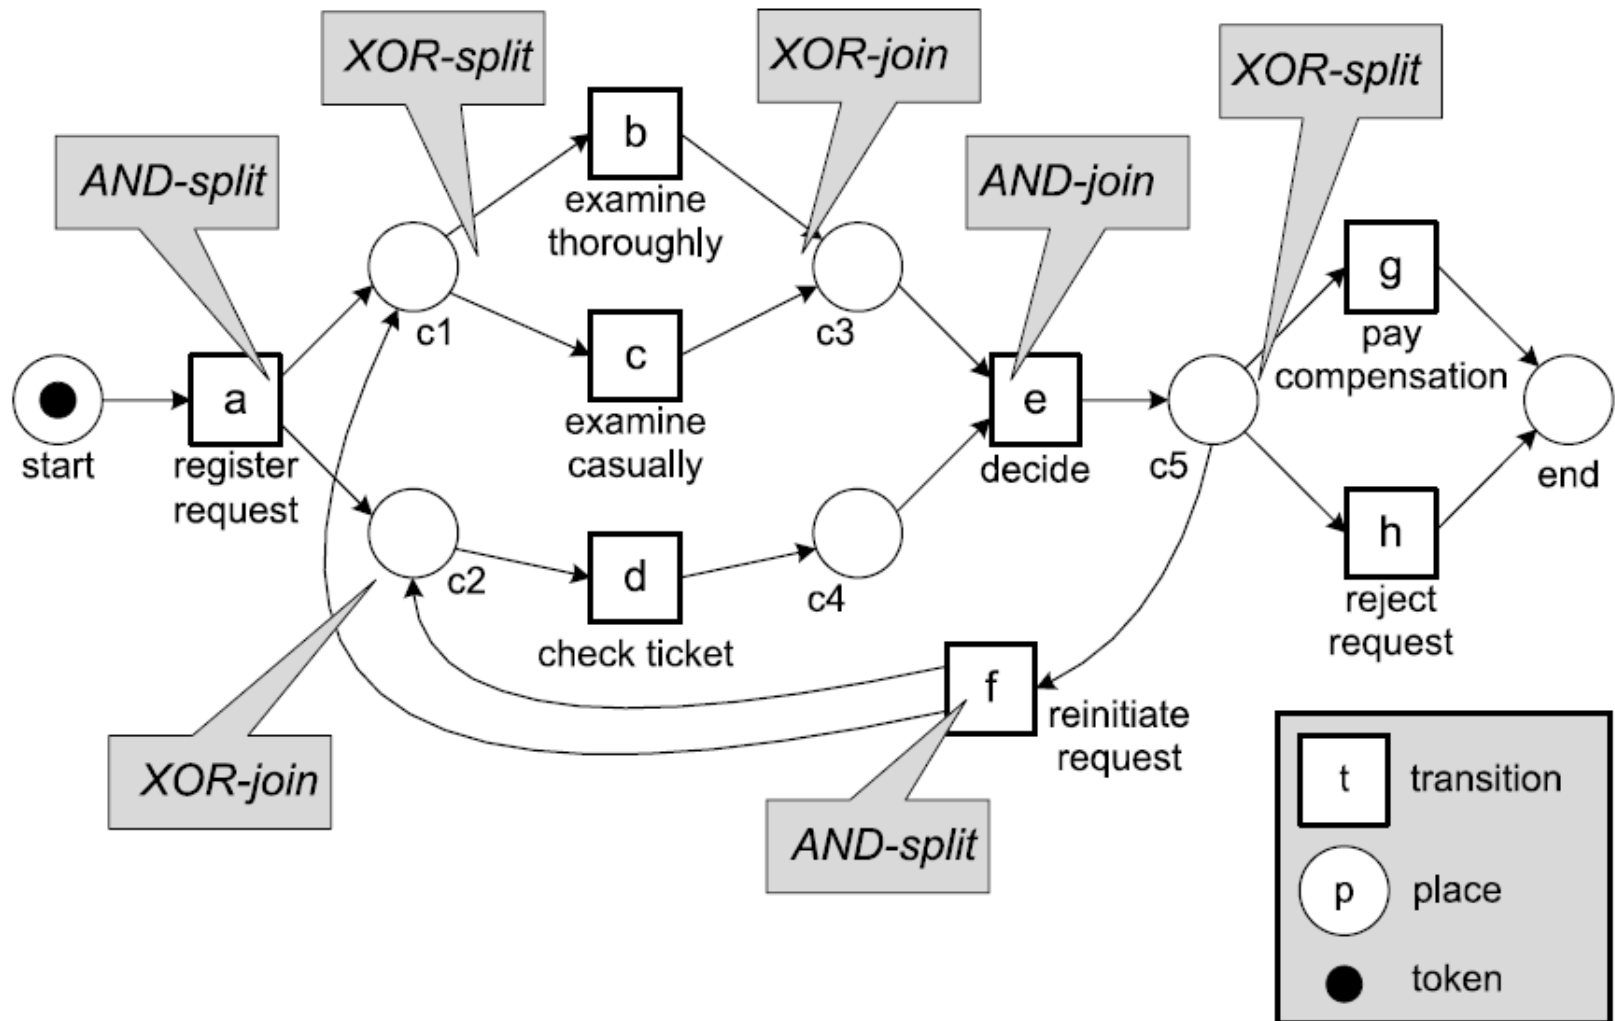 XOR-split
XOR-join
XOR-split
AND-split
AND-join
b
examine
thoroughly
c1
c
examine
casually
c3
start
a
register
request
e
decide
c5
g
pay
compensation
end
c2
d
check ticket
c4
h
reject
request
f
reinitiate
request
XOR-join
AND-split
t
transition
p
place
token